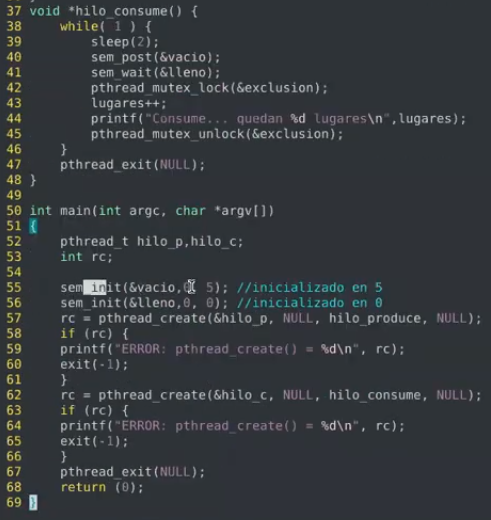 37 void *hilo_consume() {
38     while( 1 ) {
39         sleep(2);
40         sem_post(&vacio);
41         sem_wait(&lleno);
42         pthread_mutex_lock(&exclusion);
43         lugares++;
44         printf("Consume... quedan %d lugares\n",lugares);
45         pthread_mutex_unlock(&exclusion);
46     }
47     pthread_exit(NULL);
48 }
49
50 int main(int argc, char *argv[])
51 {
52     pthread_t hilo_p,hilo_c;
53     int rc;
54
55     sem_init(&vacio, 5); //inicializado en 5
56     sem_init(&lleno,0, 0); //inicializado en 0
57     rc = pthread_create(&hilo_p, NULL, hilo_produce, NULL);
58     if (rc) {
59     printf("ERROR: pthread_create() = %d\n", rc);
60     exit(-1);
61     }
62     rc = pthread_create(&hilo_c, NULL, hilo_consume, NULL);
63     if (rc) {
64     printf("ERROR: pthread_create() = %d\n", rc);
65     exit(-1);
66     }
67     pthread_exit(NULL);
68     return (0);
69 }